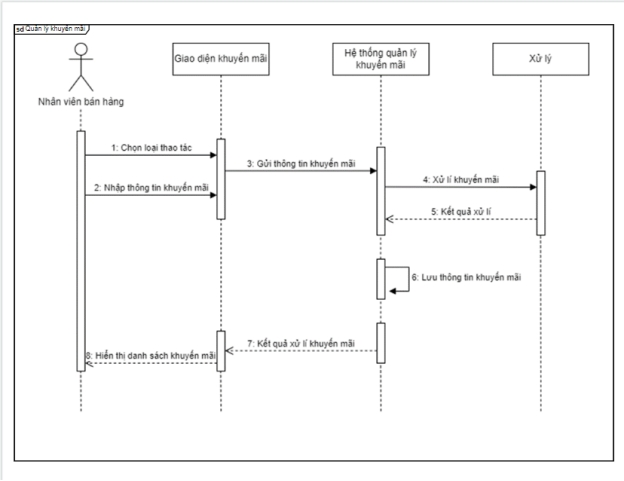 sd Quản lý khuyến mãi
Giao diện khuyến mãi
Hệ thống quản lý
khuyến mãi
Xử lý
Nhân viên bán hàng
1: Chọn loại thao tác
3: Gửi thông tin khuyến mãi
4: Xử lí khuyến mãi
2: Nhập thông tin khuyến mãi
5: Kết quả xử lí
6: Lưu thông tin khuyến mãi
7: Kết quả xử lí khuyến mãi
8: Hiển thị danh sách khuyến mãi